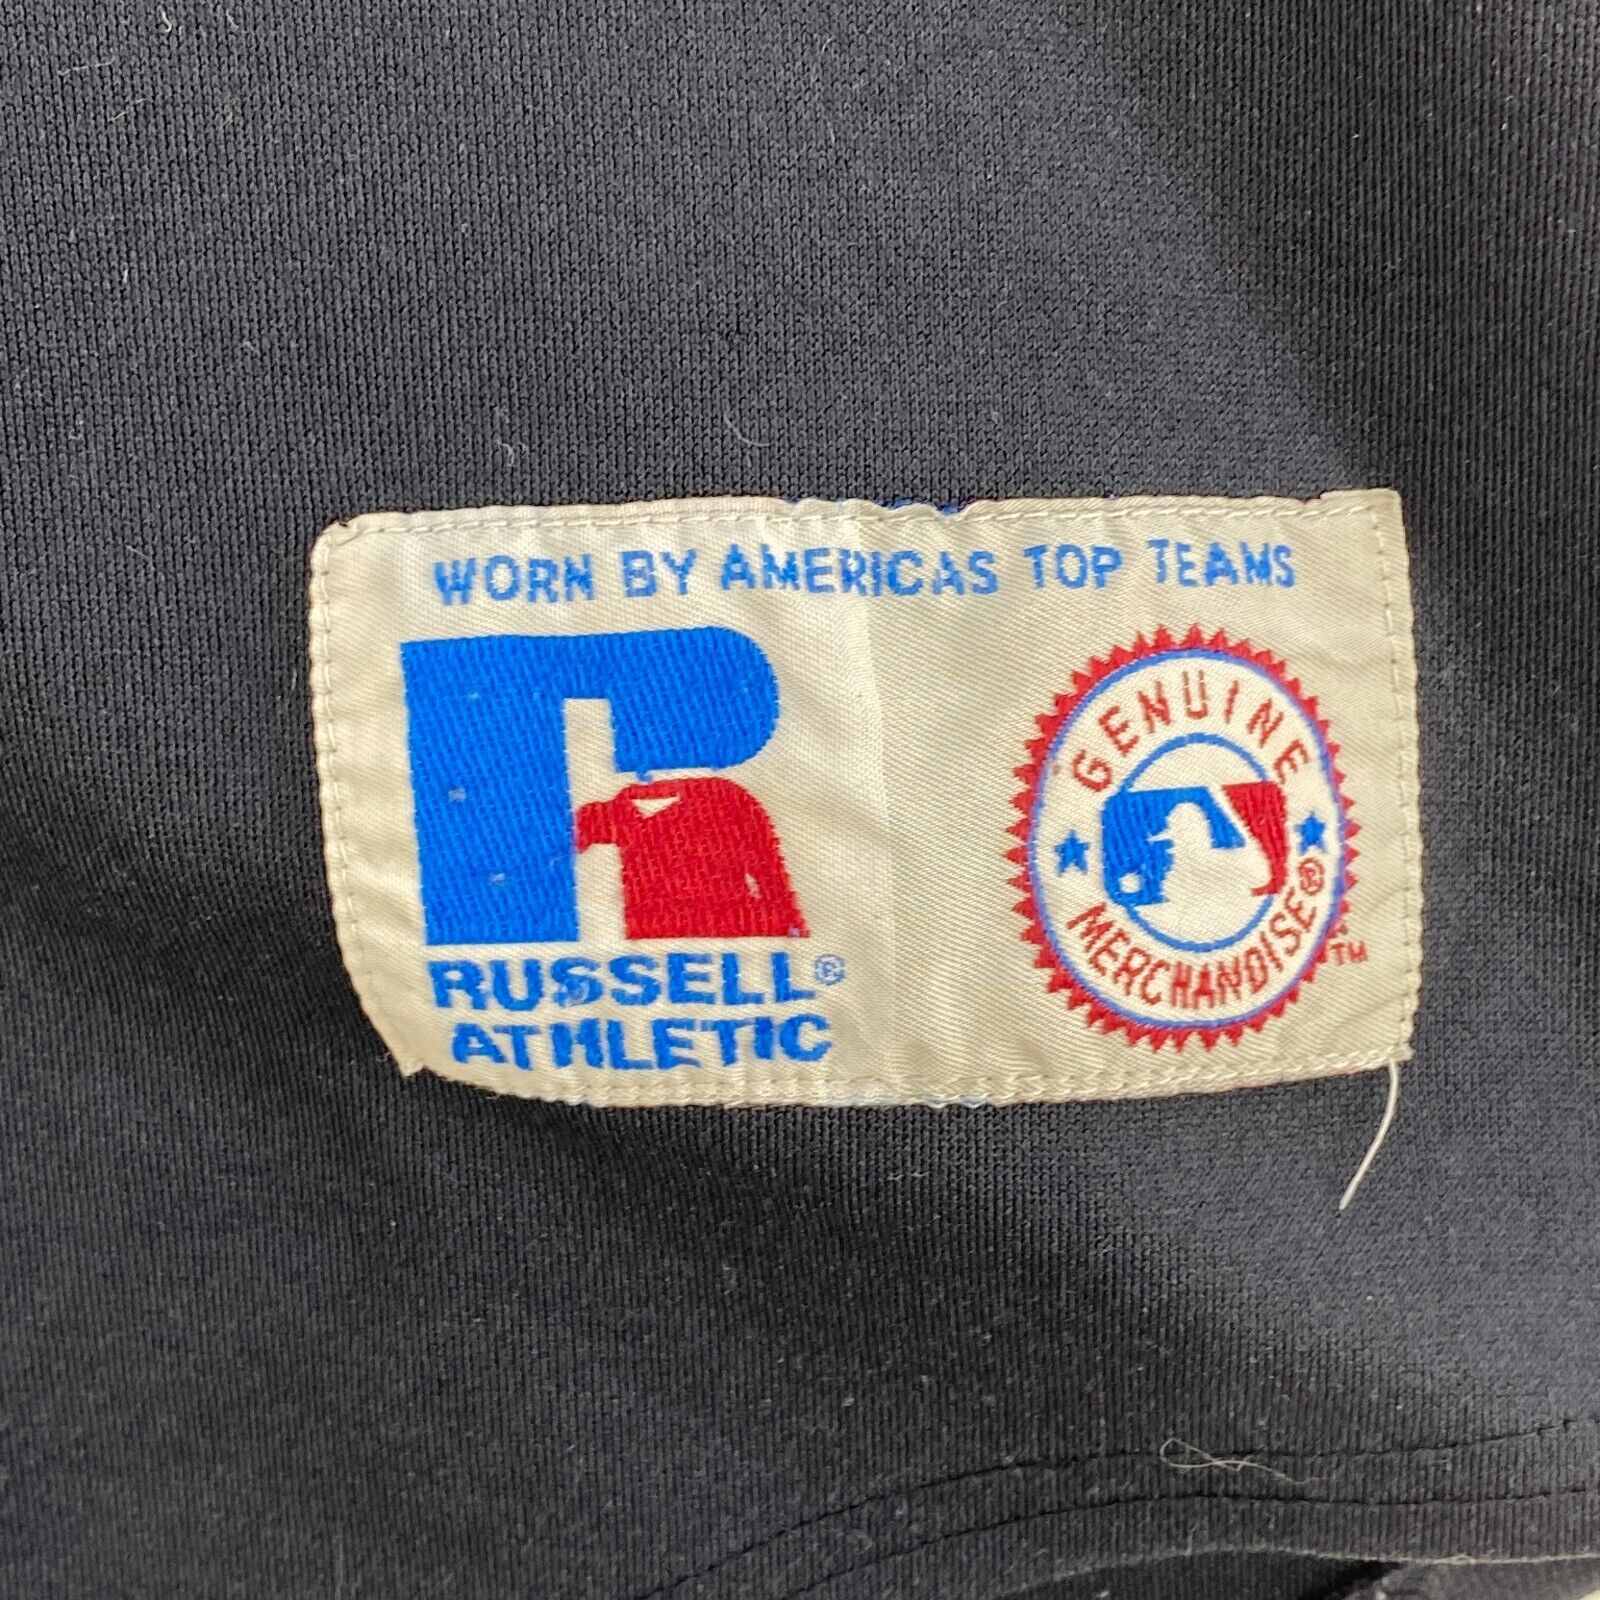 WORN BY AMERICAS TOP TEAMS
R
RUSSELL®
ATHLETIC
GENUINE
MERCHANDISE®
TM